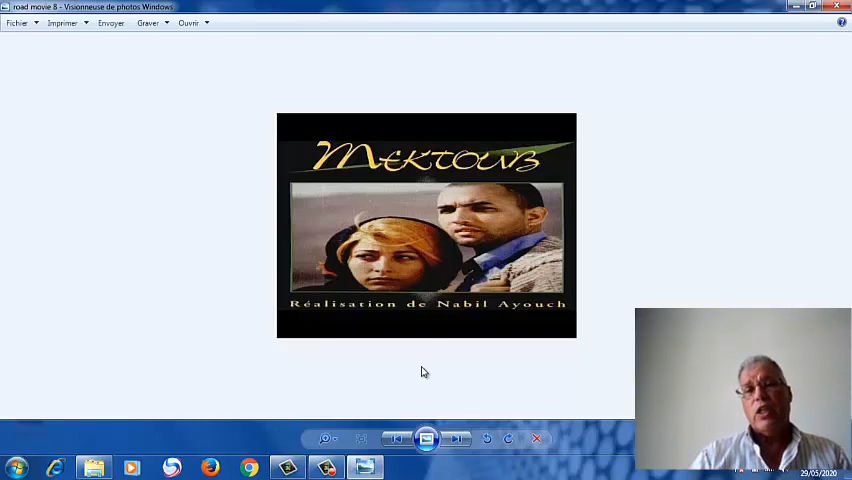 road movie 8 - Visionneuse de photos Windows
Fichier Imprimer Envoyer Graver Ouvrir
MEKTOUB
Réalisation de Nabil Ayouch
29/05/2020